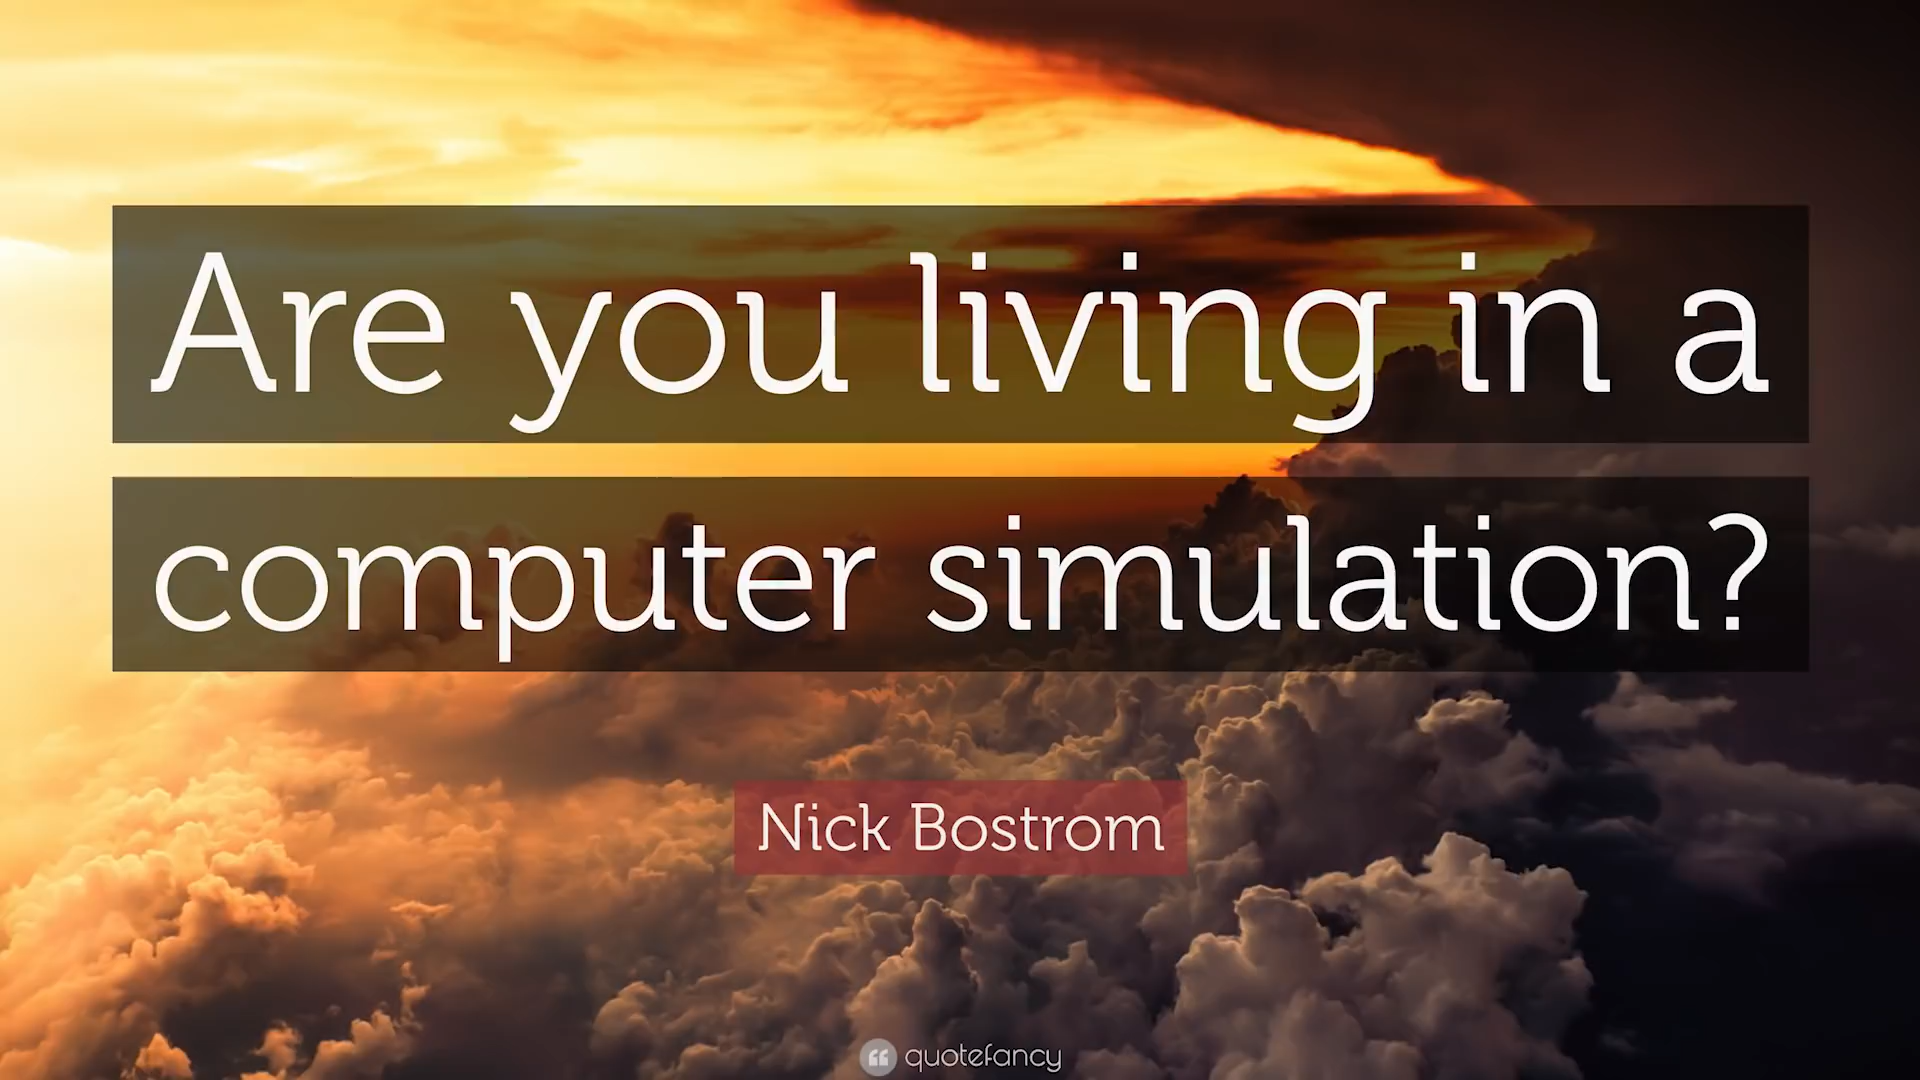 Are you living in a
computer simulation?
Nick Bostrom
quotefancy